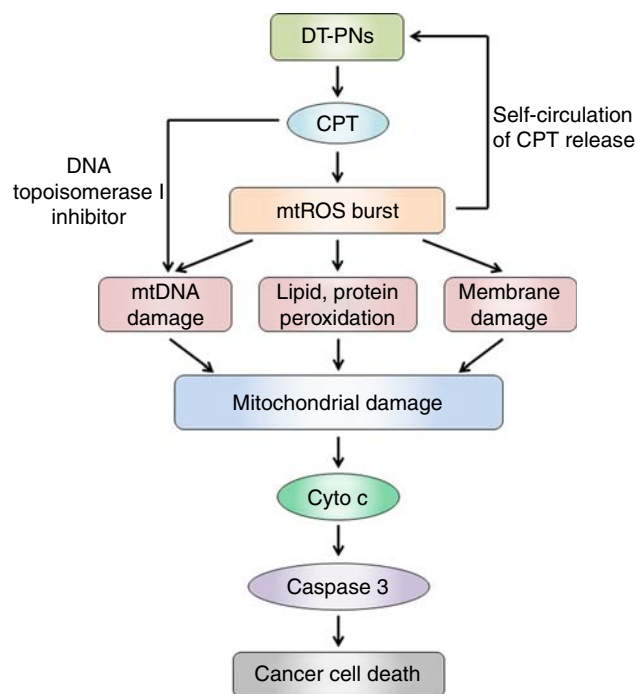 DT-PNs
CPT
Self-circulation
of CPT release
DNA
topoisomerase I
inhibitor
mtROS burst
mtDNA
damage
Lipid, protein
peroxidation
Membrane
damage
Mitochondrial damage
Cyto c
Caspase 3
Cancer cell death